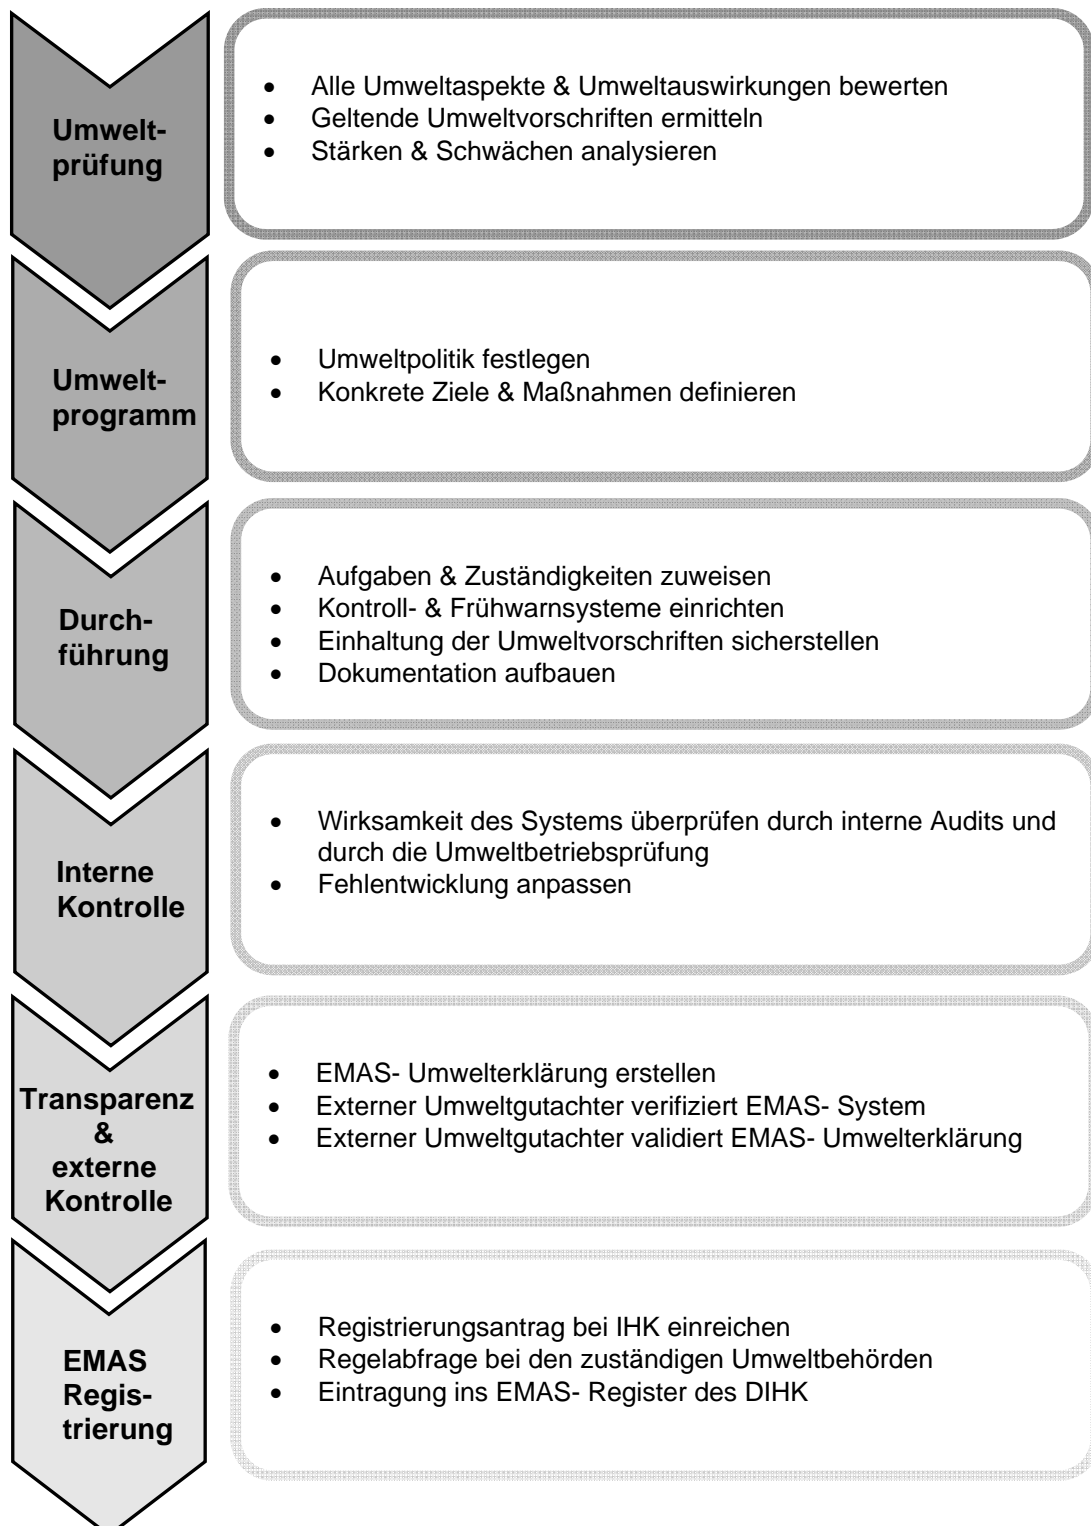 Umwelt-
prüfung
• Alle Umweltaspekte & Umweltauswirkungen bewerten
• Geltende Umweltvorschriften ermitteln
• Stärken & Schwächen analysieren
Umwelt-
programm
• Umweltpolitik festlegen
• Konkrete Ziele & Maßnahmen definieren
Durch-
führung
• Aufgaben & Zuständigkeiten zuweisen
• Kontroll- & Frühwarnsysteme einrichten
• Einhaltung der Umweltvorschriften sicherstellen
• Dokumentation aufbauen
Interne
Kontrolle
• Wirksamkeit des Systems überprüfen durch interne Audits und
durch die Umweltbetriebsprüfung
• Fehlentwicklung anpassen
Transparenz
&
externe
Kontrolle
• EMAS- Umwelterklärung erstellen
• Externer Umweltgutachter verifiziert EMAS- System
• Externer Umweltgutachter validiert EMAS- Umwelterklärung
EMAS
Regis-
trierung
• Registrierungsantrag bei IHK einreichen
• Regelabfrage bei den zuständigen Umweltbehörden
• Eintragung ins EMAS- Register des DIHK